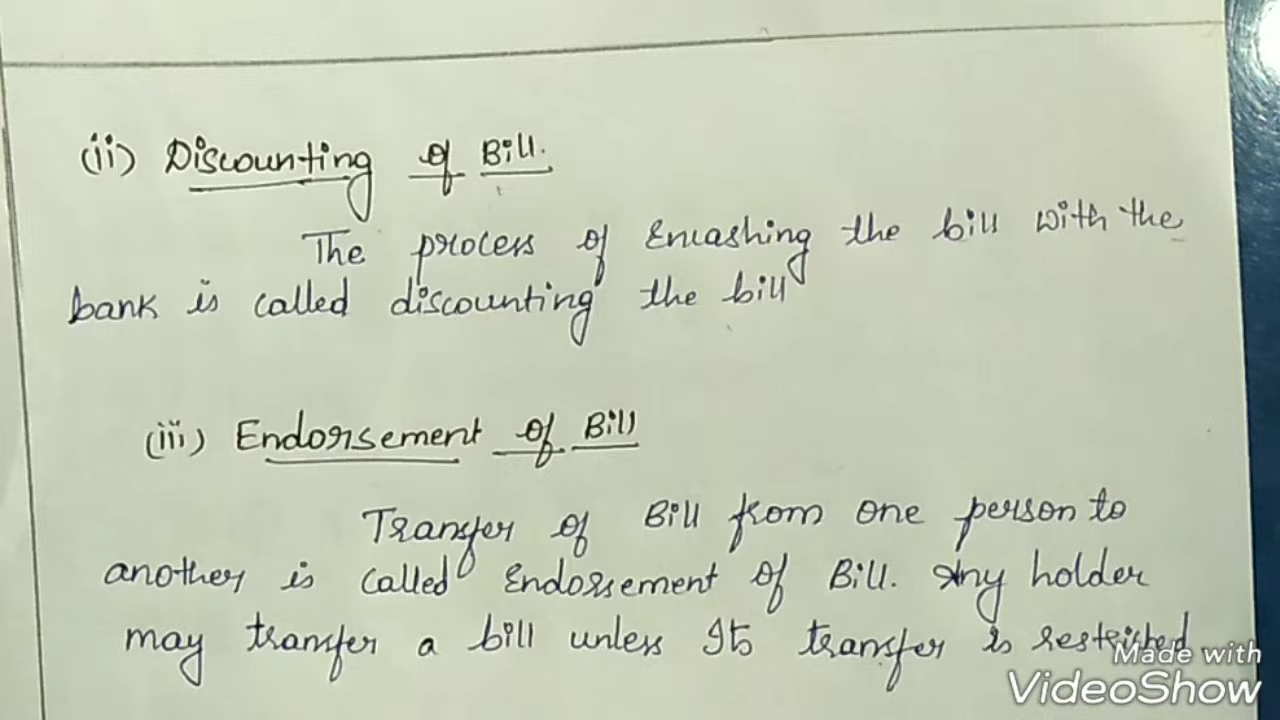 (ii) Discounting of Bill.
The process of Encashing the bill with the
bank is called discounting the bill
(iii) Endorsement of Bill
Transfer of Bill from one person to
another is called Endorsement of Bill. Any holder
may transfer a bill unless Its transfer is
Made with
VideoShow